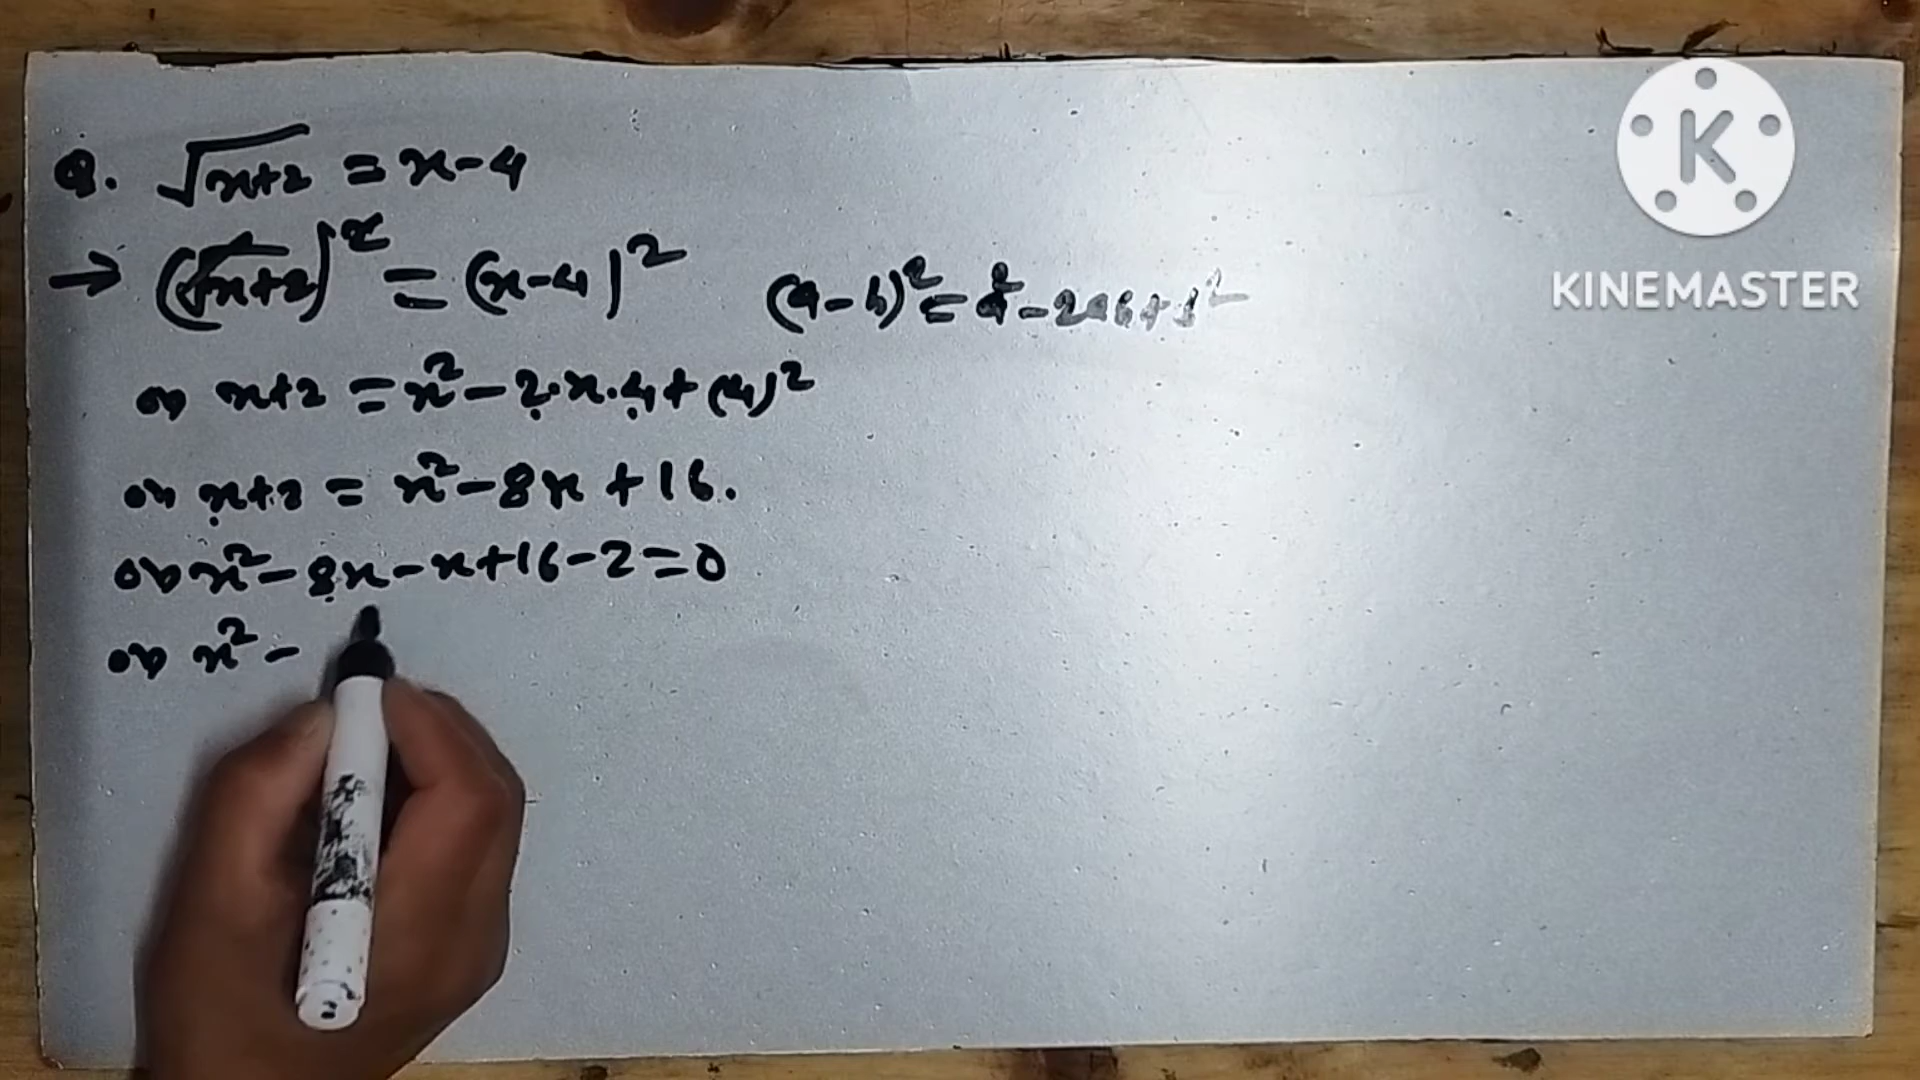 Q. √x+2 = x-4
→ (√x+2)² = (x-4)² (a-b)² = a²-2ab+b²
or x+2 = x²-2·x·4+(4)²
or x+2 = x²-8x+16.
or x²-8x-x+16-2=0
or x²-
KINEMASTER